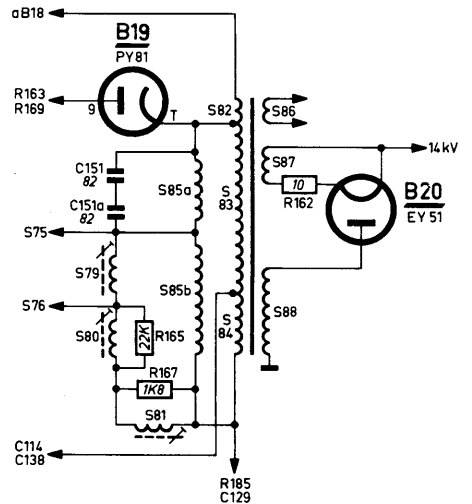 aB18
B19
PY81
R163
R169
9
T
S82
S86
S87
14kV
C151
82
S85a
S
83
10
R162
B20
EY51
C151a
82
S75
S79
S85b
S76
S88
S80
22K
R165
S
84
R167
1K8
S81
C114
C138
R185
C129